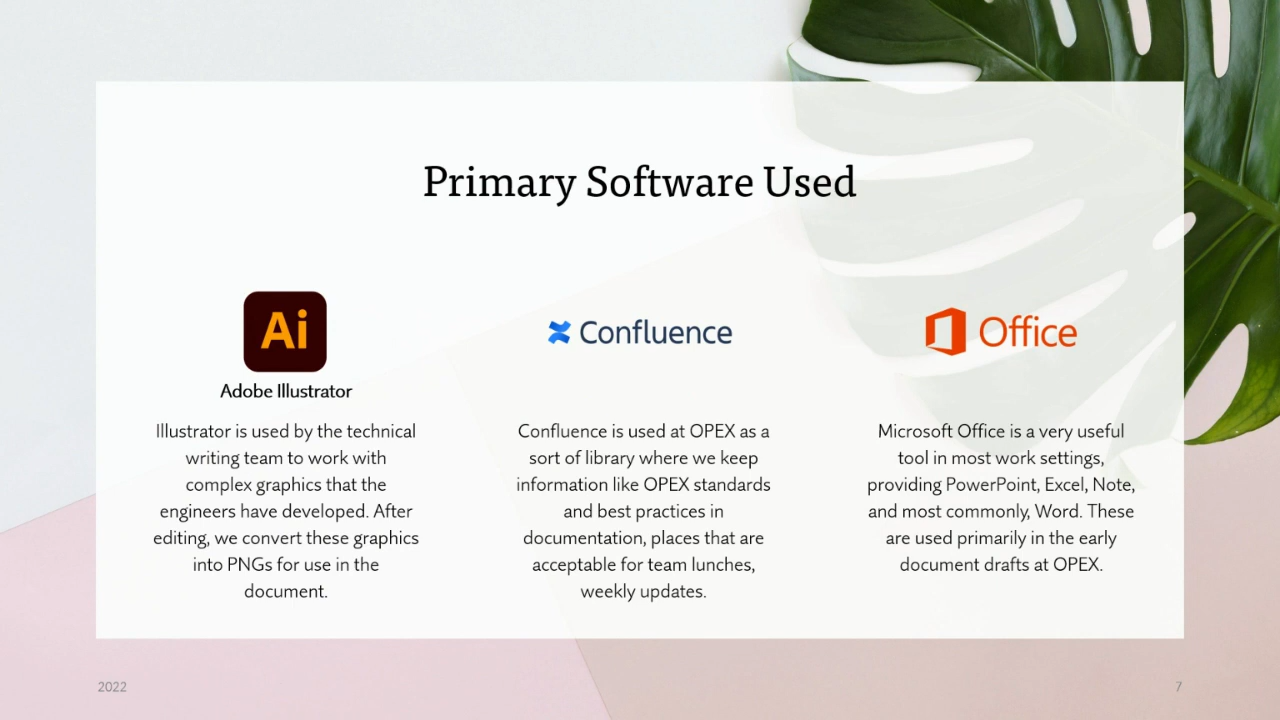 Primary Software Used
Ai
Adobe Illustrator
Illustrator is used by the technical
writing team to work with
complex graphics that the
engineers have developed. After
editing, we convert these graphics
into PNGs for use in the
document.
Confluence
Confluence is used at OPEX as a
sort of library where we keep
information like OPEX standards
and best practices in
documentation, places that are
acceptable for team lunches,
weekly updates.
Office
Microsoft Office is a very useful
tool in most work settings,
providing PowerPoint, Excel, Note,
and most commonly, Word. These
are used primarily in the early
document drafts at OPEX.
2022
7